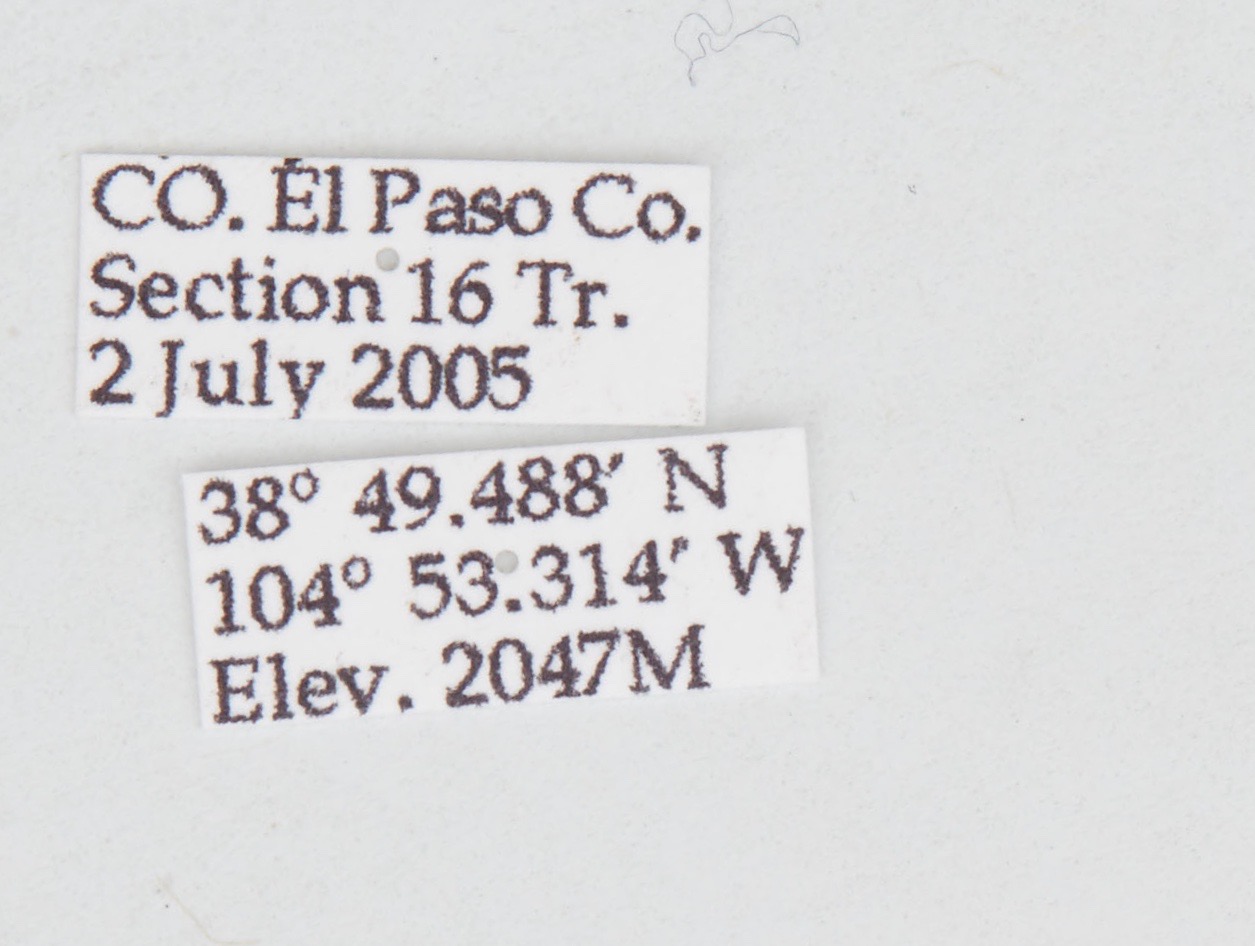 CO. El Paso Co.
Section 16 Tr.
2 July 2005
38° 49.488′ N
104° 53.314′ W
Elev. 2047M